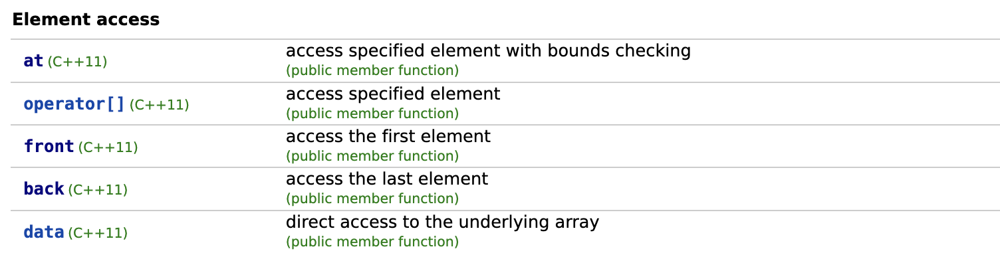 Element access
at (C++11)
access specified element with bounds checking
(public member function)
operator[] (C++11)
access specified element
(public member function)
front (C++11)
access the first element
(public member function)
back (C++11)
access the last element
(public member function)
data (C++11)
direct access to the underlying array
(public member function)